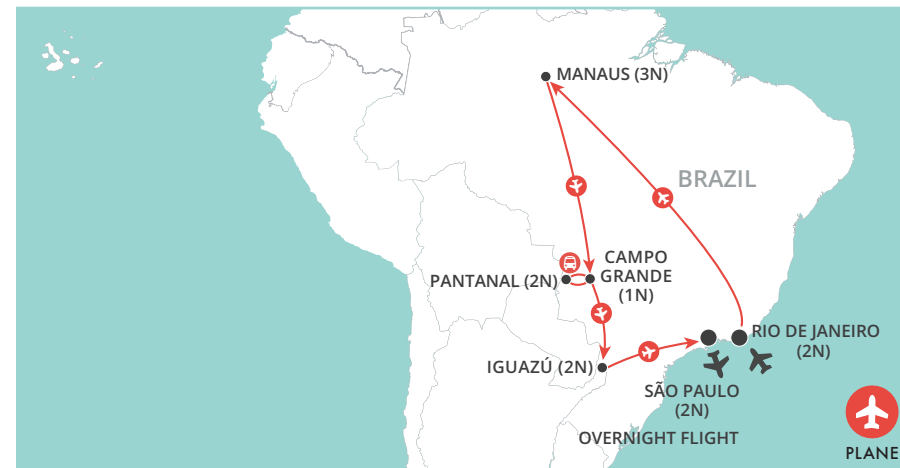 MANAUS (3N)
BRAZIL
CAMPO
GRANDE
(1N)
PANTANAL (2N)
RIO DE JANEIRO
(2N)
IGUAZÚ (2N)
SÃO PAULO
(2N)
OVERNIGHT FLIGHT
PLANE